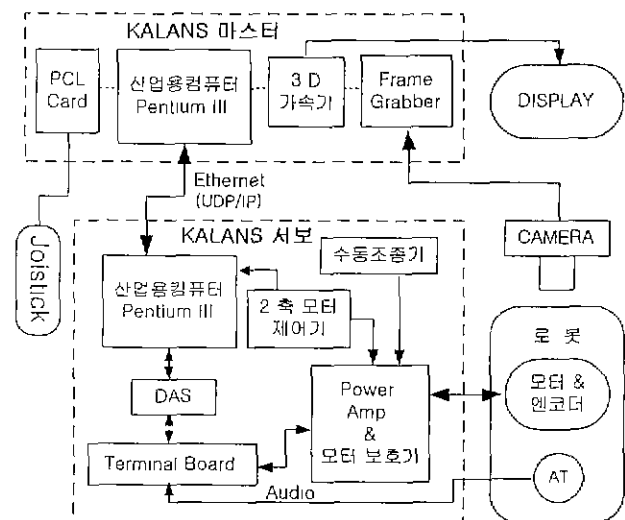 KALANS 마스터
PCL
Card
산업용컴퓨터
Pentium III
3 D
가속기
Frame
Grabber
DISPLAY
Ethernet
(UDP/IP)
Joistick
CAMERA
KALANS 서보
수동조종기
산업용컴퓨터
Pentium III
2 축 모터
제어기
로 봇
모터 &
엔코더
DAS
Power
Amp
&
모터 보호기
Terminal Board
Audio
AT